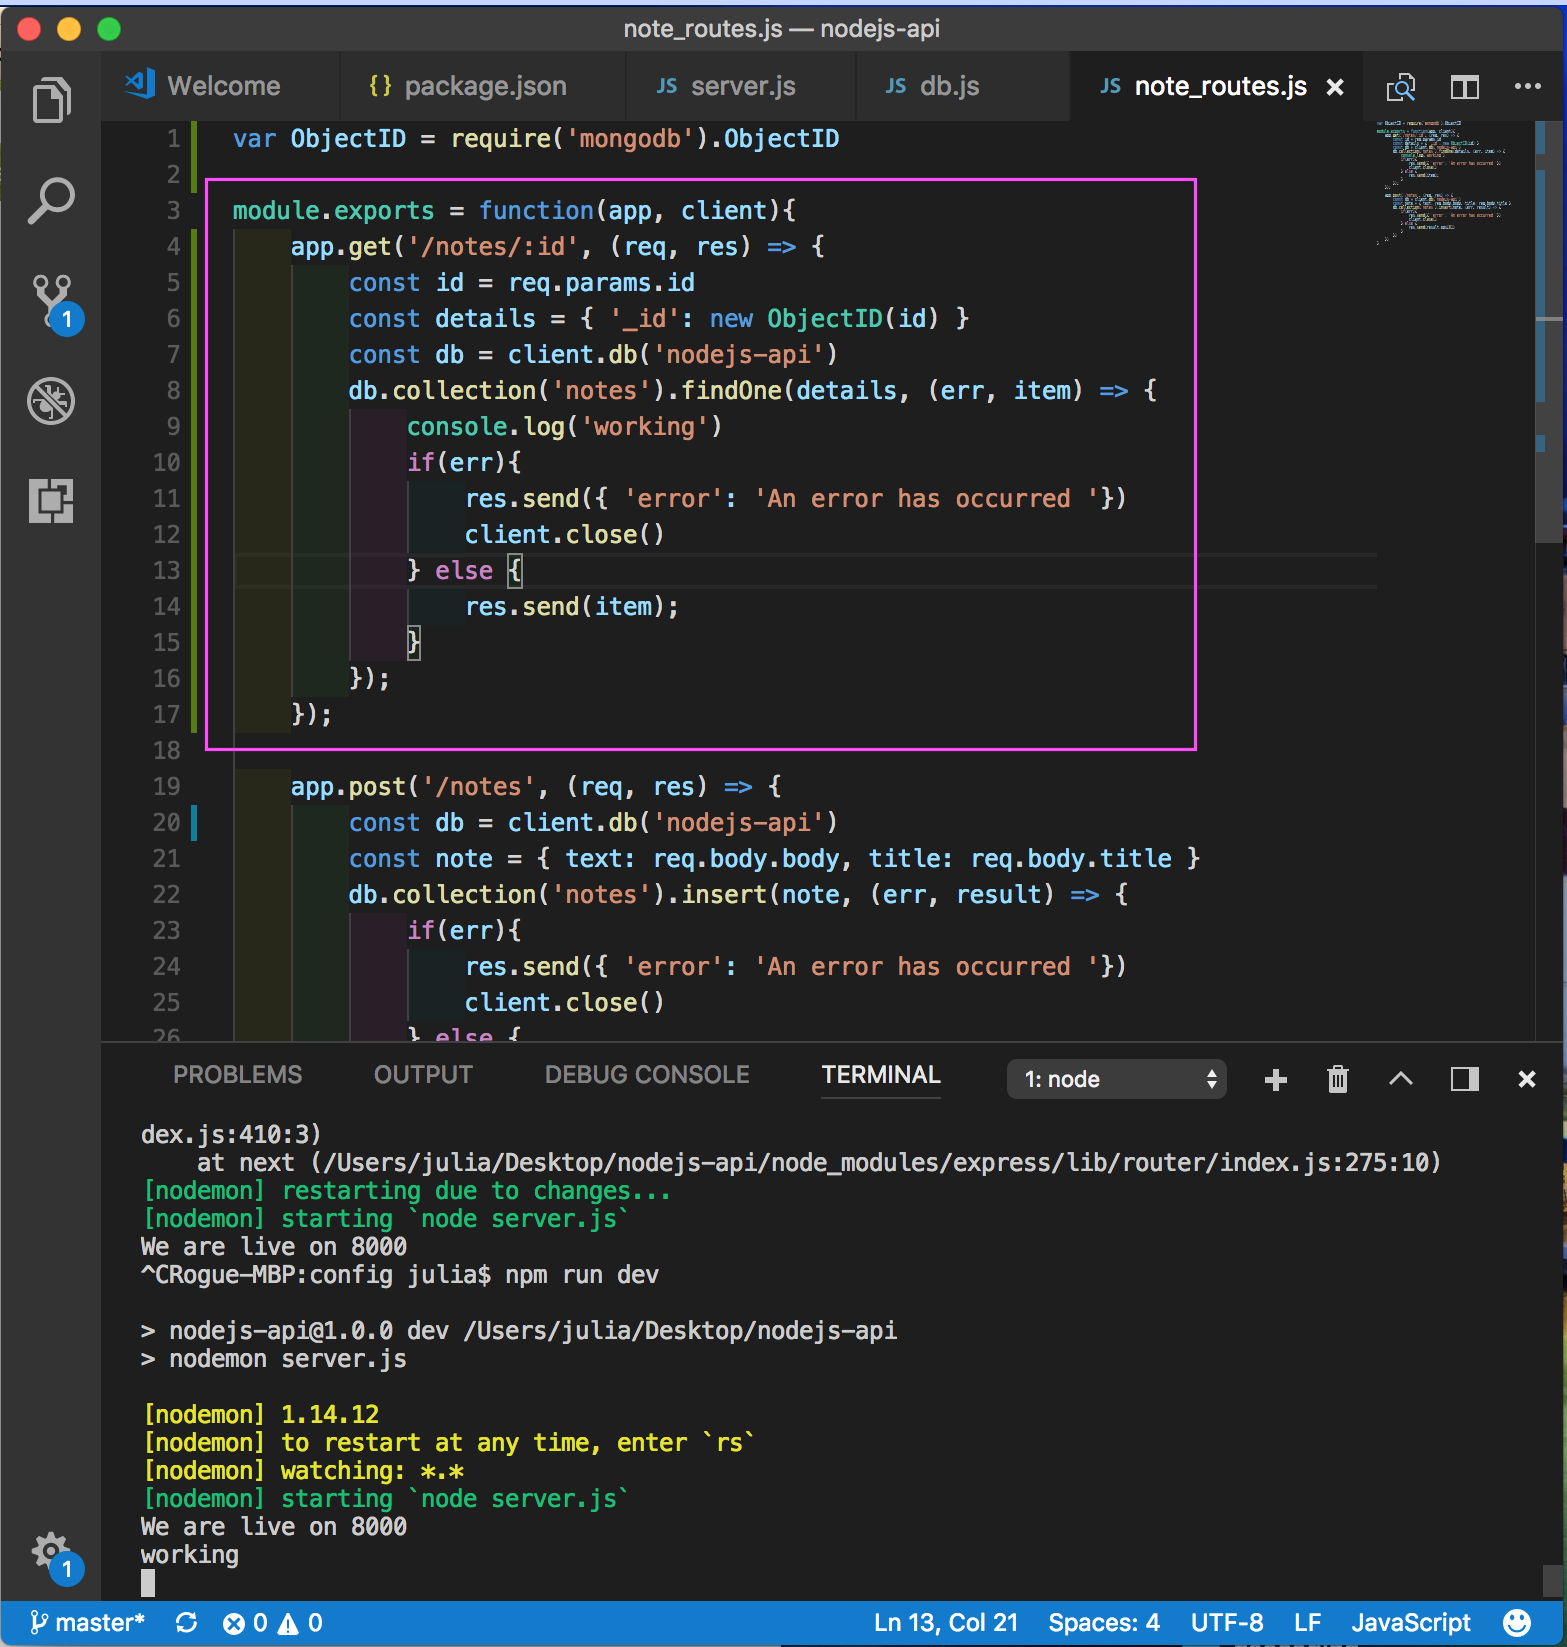 note_routes.js — nodejs-api
Welcome {} package.json JS server.js JS db.js JS note_routes.js
1 var ObjectID = require('mongodb').ObjectID
2
3 module.exports = function(app, client){
4 app.get('/notes/:id', (req, res) => {
5 const id = req.params.id
6 const details = { '_id': new ObjectID(id) }
7 const db = client.db('nodejs-api')
8 db.collection('notes').findOne(details, (err, item) => {
9 console.log('working')
10 if(err){
11 res.send({ 'error': 'An error has occurred '})
12 client.close()
13 } else {
14 res.send(item);
15 }
16 });
17 });
18
19 app.post('/notes', (req, res) => {
20 const db = client.db('nodejs-api')
21 const note = { text: req.body.body, title: req.body.title }
22 db.collection('notes').insert(note, (err, result) => {
23 if(err){
24 res.send({ 'error': 'An error has occurred '})
25 client.close()
26 } else {
1
PROBLEMS OUTPUT DEBUG CONSOLE TERMINAL 1: node
dex.js:410:3)
at next (/Users/julia/Desktop/nodejs-api/node_modules/express/lib/router/index.js:275:10)
[nodemon] restarting due to changes...
[nodemon] starting `node server.js`
We are live on 8000
^CRogue-MBP:config julia$ npm run dev
> nodejs-api@1.0.0 dev /Users/julia/Desktop/nodejs-api
> nodemon server.js
[nodemon] 1.14.12
[nodemon] to restart at any time, enter `rs`
[nodemon] watching: *.*
[nodemon] starting `node server.js`
We are live on 8000
working
1
master* 0 0 Ln 13, Col 21 Spaces: 4 UTF-8 LF JavaScript